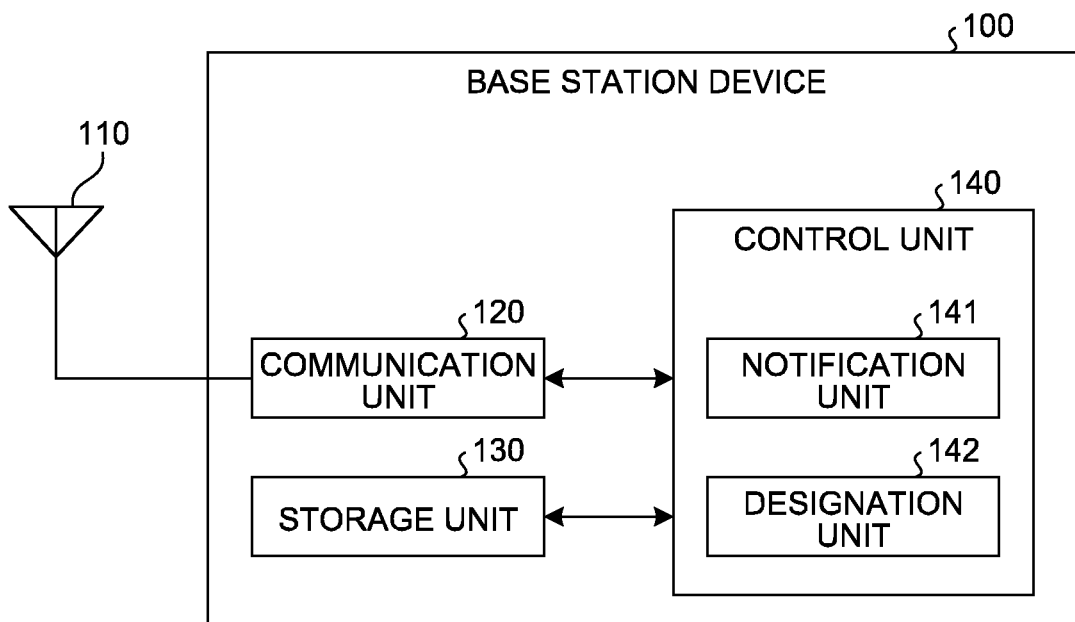 100
BASE STATION DEVICE
110
140
CONTROL UNIT
120
COMMUNICATION
UNIT
141
NOTIFICATION
UNIT
130
STORAGE UNIT
142
DESIGNATION
UNIT